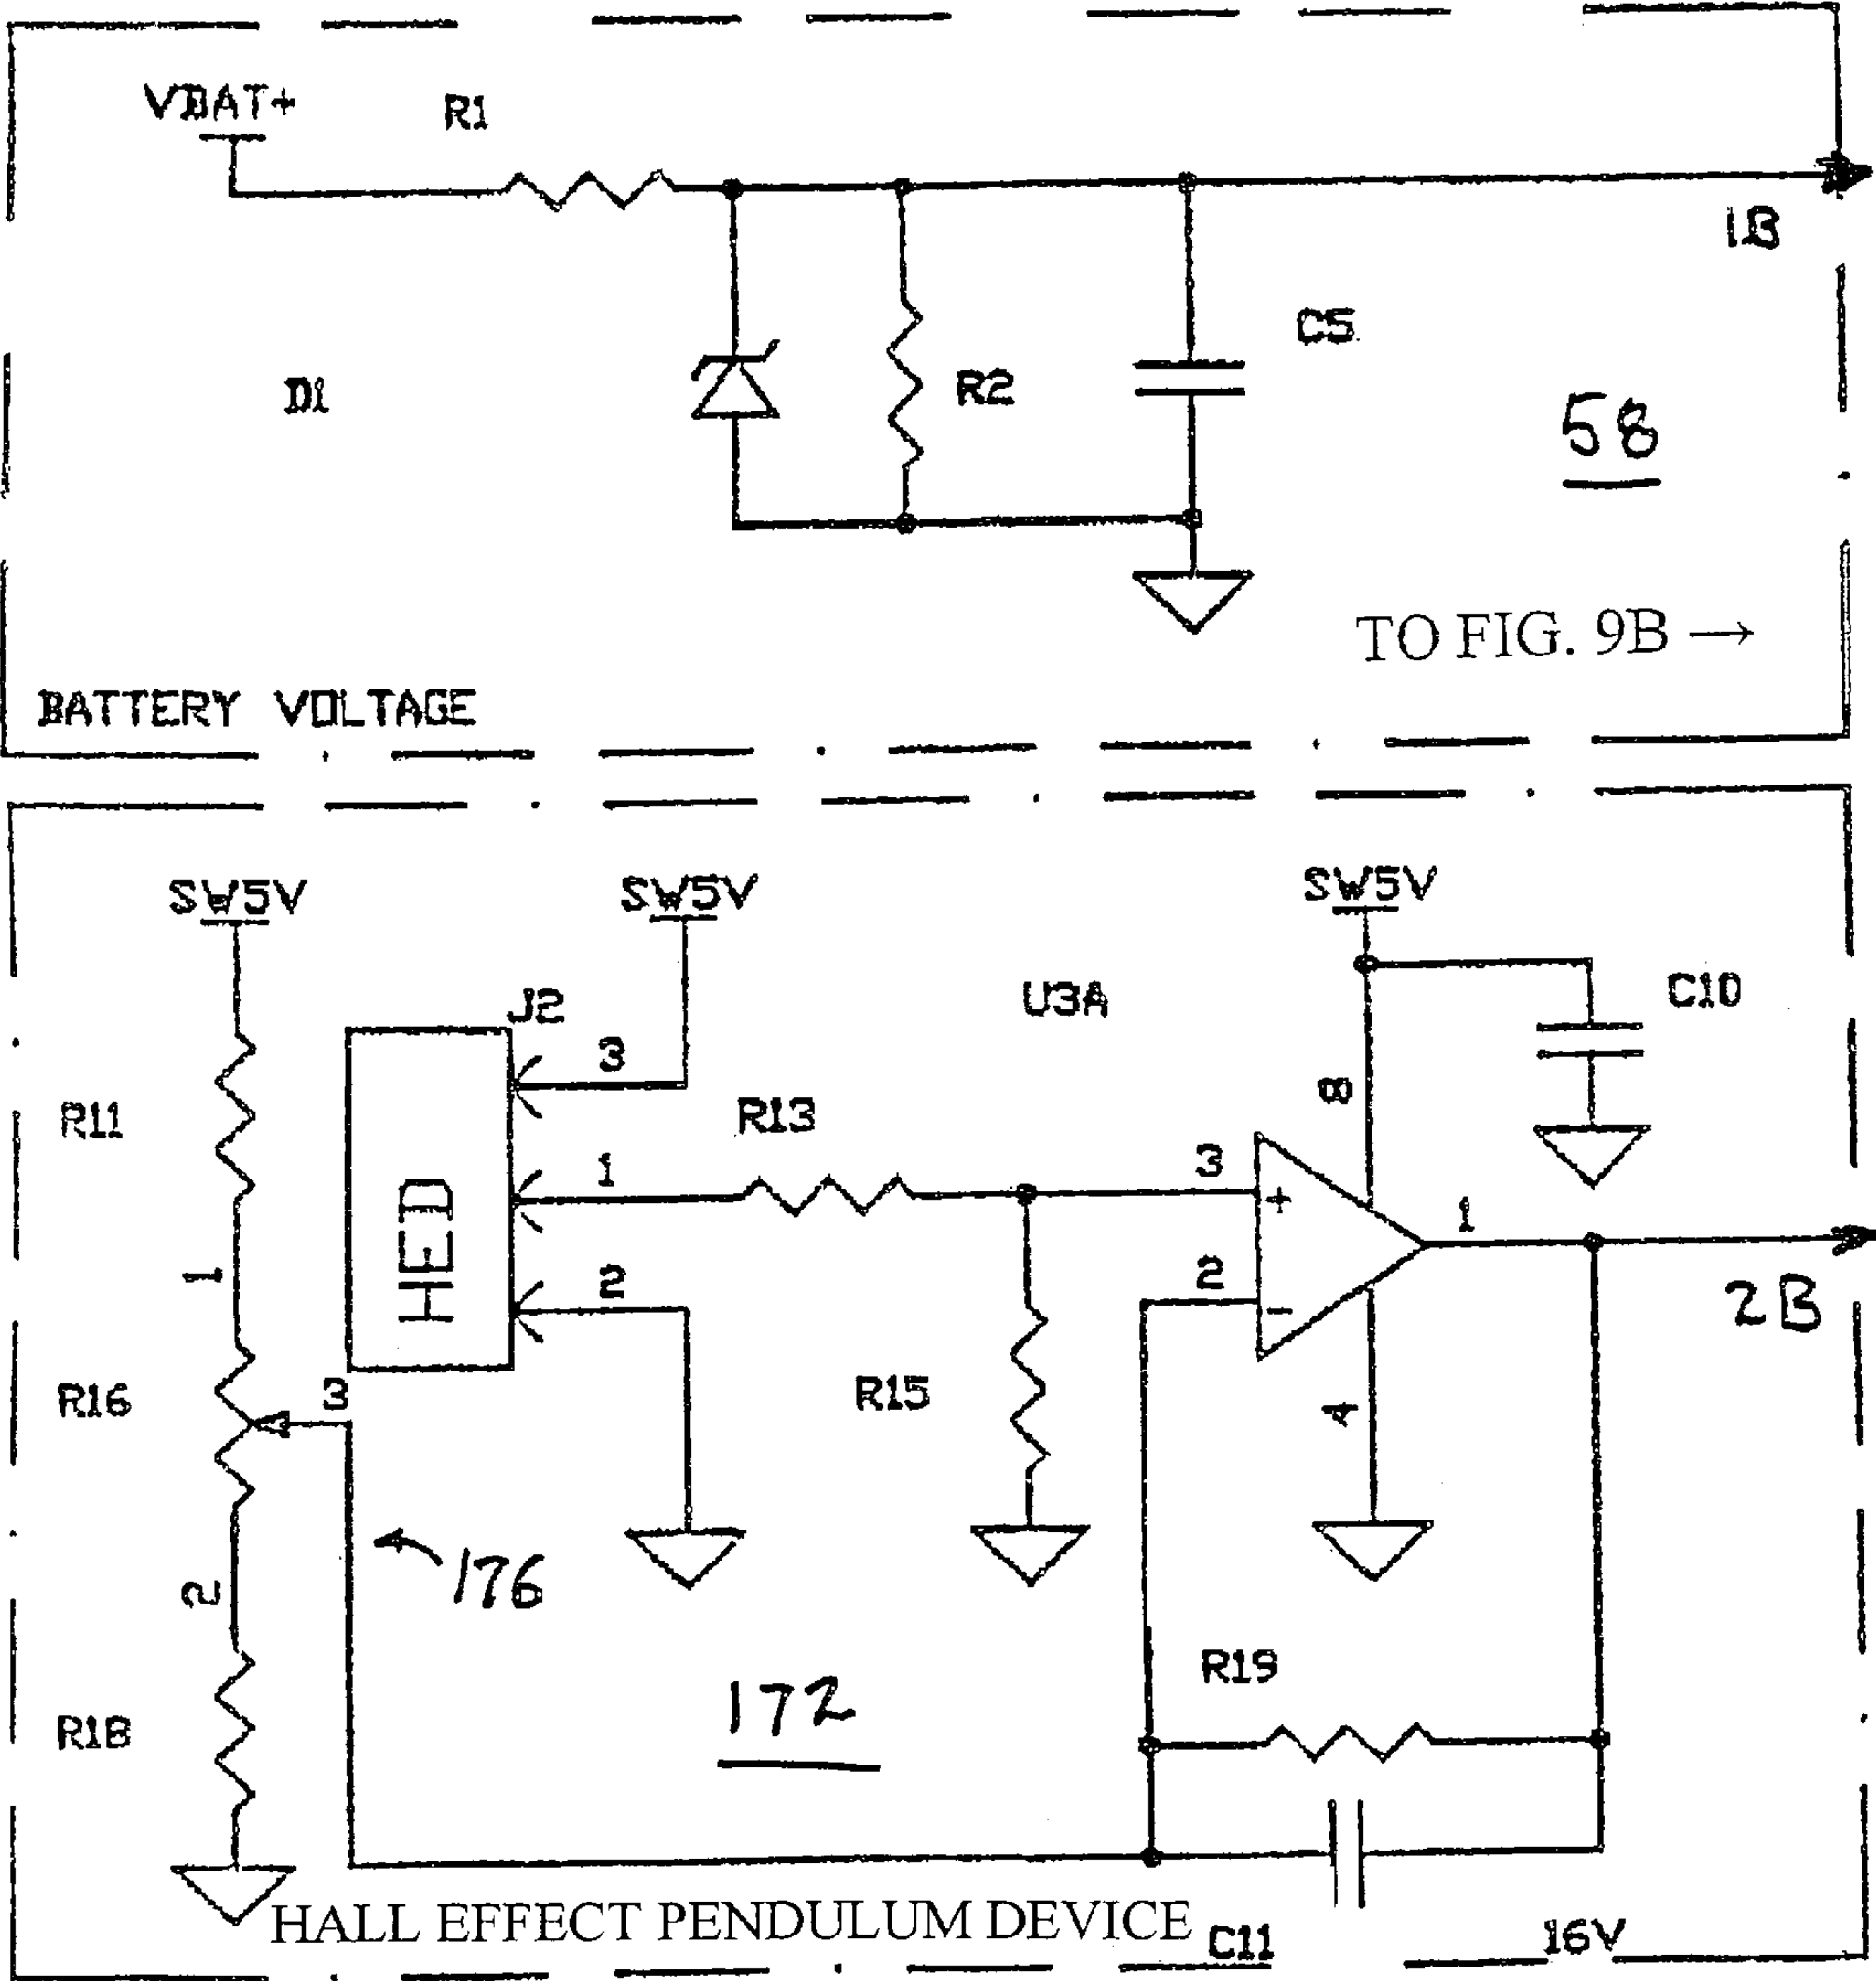 VBAT+
R1
1B
C5
D1
R2
58
TO FIG. 9B →
BATTERY VOLTAGE
SW5V
SW5V
SW5V
J2
U3A
C10
3
8
R11
R13
1
3
+
1
HED
2
2
-
1
2B
R16
3
R15
4
176
2
R19
R18
172
HALL EFFECT PENDULUM DEVICE
C11
16V